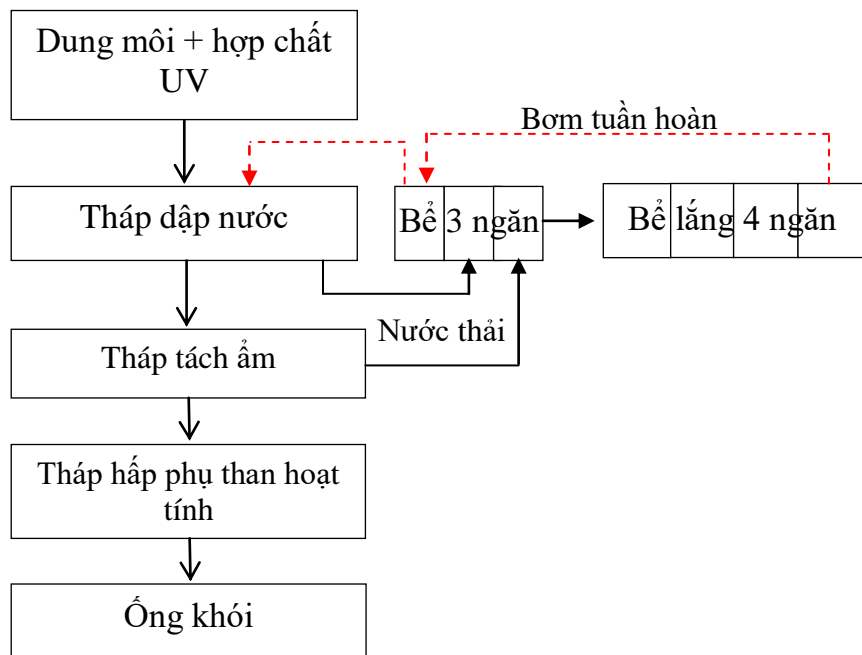 Dung môi + hợp chất
UV
Bơm tuần hoàn
Tháp dập nước
Bể 3 ngăn
Bể lắng 4 ngăn
Nước thải
Tháp tách ẩm
Tháp hấp phụ than hoạt
tính
Ống khói